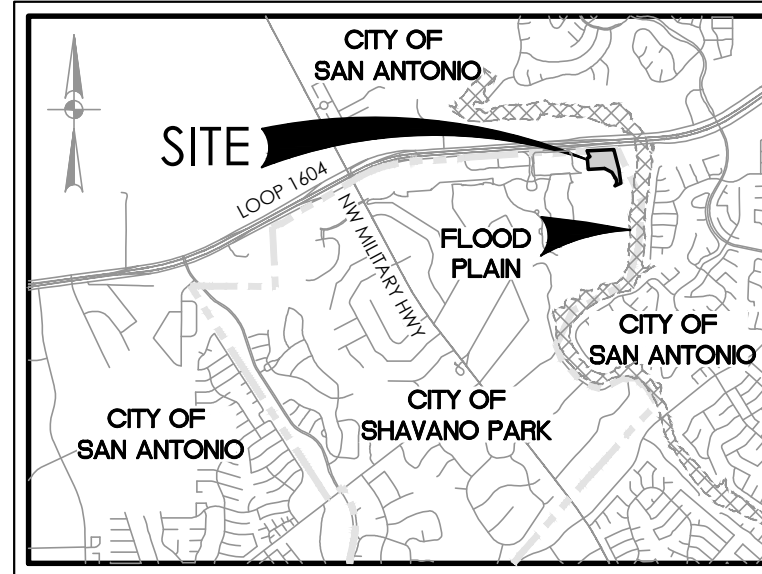 CITY OF
SAN ANTONIO
SITE
LOOP 1604
NW MILITARY HWY
FLOOD
PLAIN
CITY OF
SAN ANTONIO
CITY OF
SHAVANO PARK
CITY OF
SAN ANTONIO